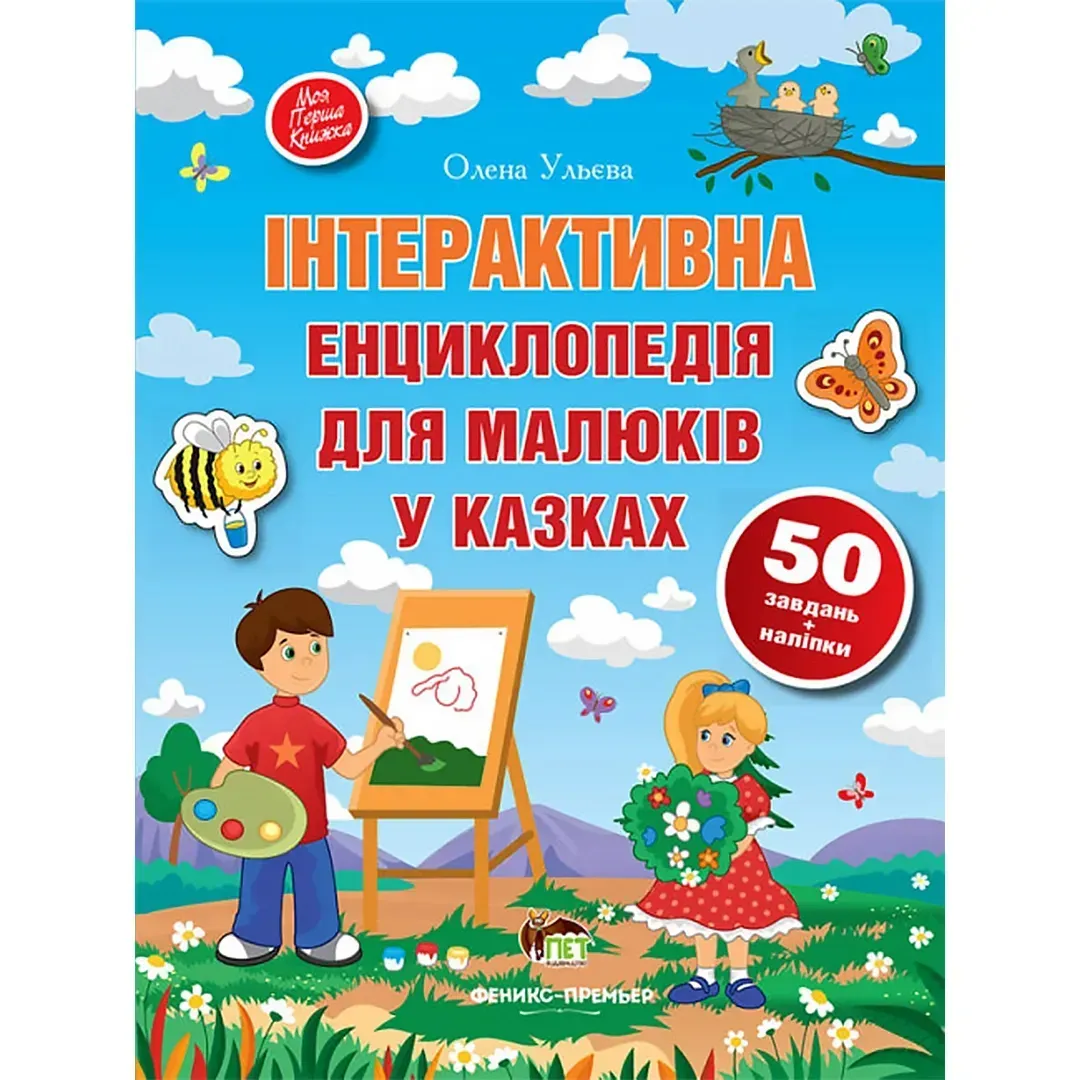 Моя
Перша
Книжка
Олена Ульєва
ІНТЕРАКТИВНА
ЕНЦИКЛОПЕДІЯ
ДЛЯ МАЛЮКІВ
У КАЗКАХ
50
завдань
+
наліпки
ПЕТ
ФЕНИКС-ПРЕМЬЕР